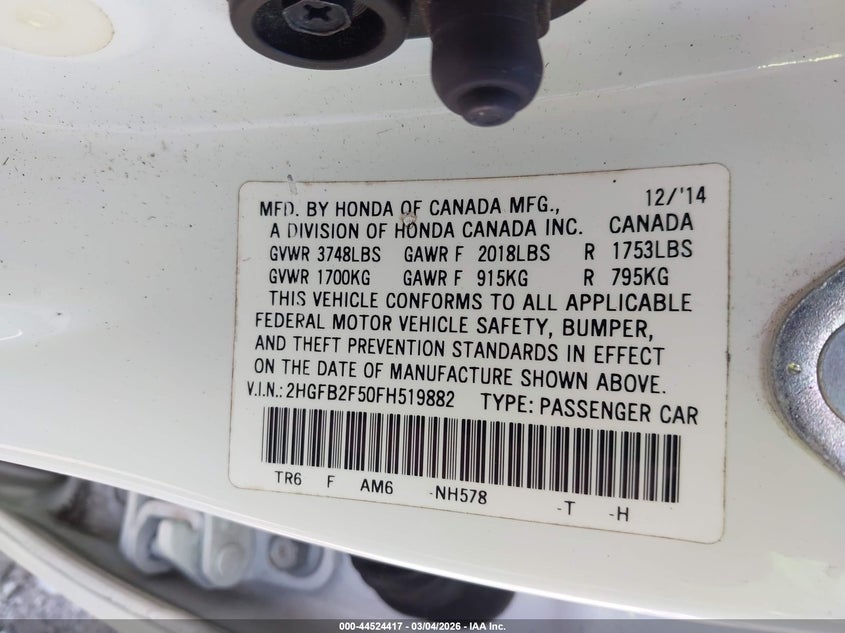 MFD. BY HONDA OF CANADA MFG., 12/'14
A DIVISION OF HONDA CANADA INC. CANADA
GVWR 3748LBS GAWR F 2018LBS R 1753LBS
GVWR 1700KG GAWR F 915KG R 795KG
THIS VEHICLE CONFORMS TO ALL APPLICABLE
FEDERAL MOTOR VEHICLE SAFETY, BUMPER,
AND THEFT PREVENTION STANDARDS IN EFFECT
ON THE DATE OF MANUFACTURE SHOWN ABOVE.
V.I.N.: 2HGFB2F50FH519882 TYPE: PASSENGER CAR
TR6 F AM6 -NH578 -T -H
000-44524417 - 03/04/2026 - IAA Inc.